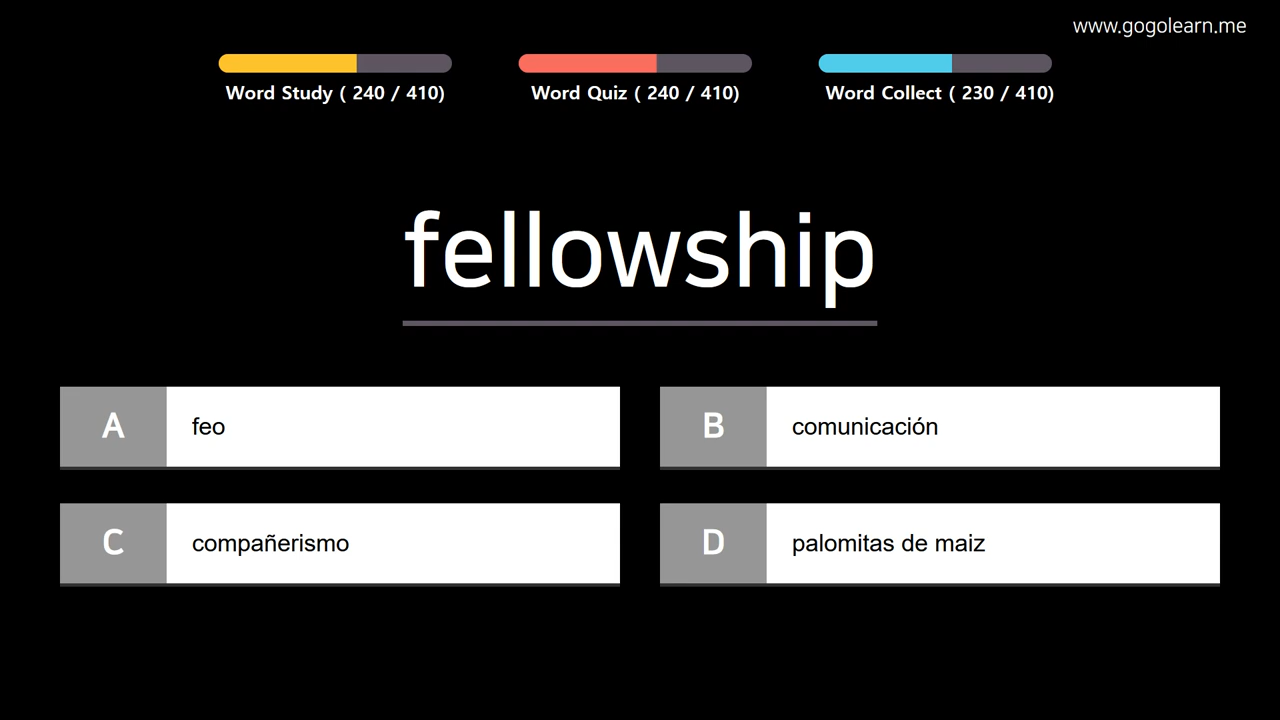 www.gogolearn.me
Word Study ( 240 / 410)
Word Quiz ( 240 / 410)
Word Collect ( 230 / 410)
fellowship
A feo
B comunicación
C compañerismo
D palomitas de maiz